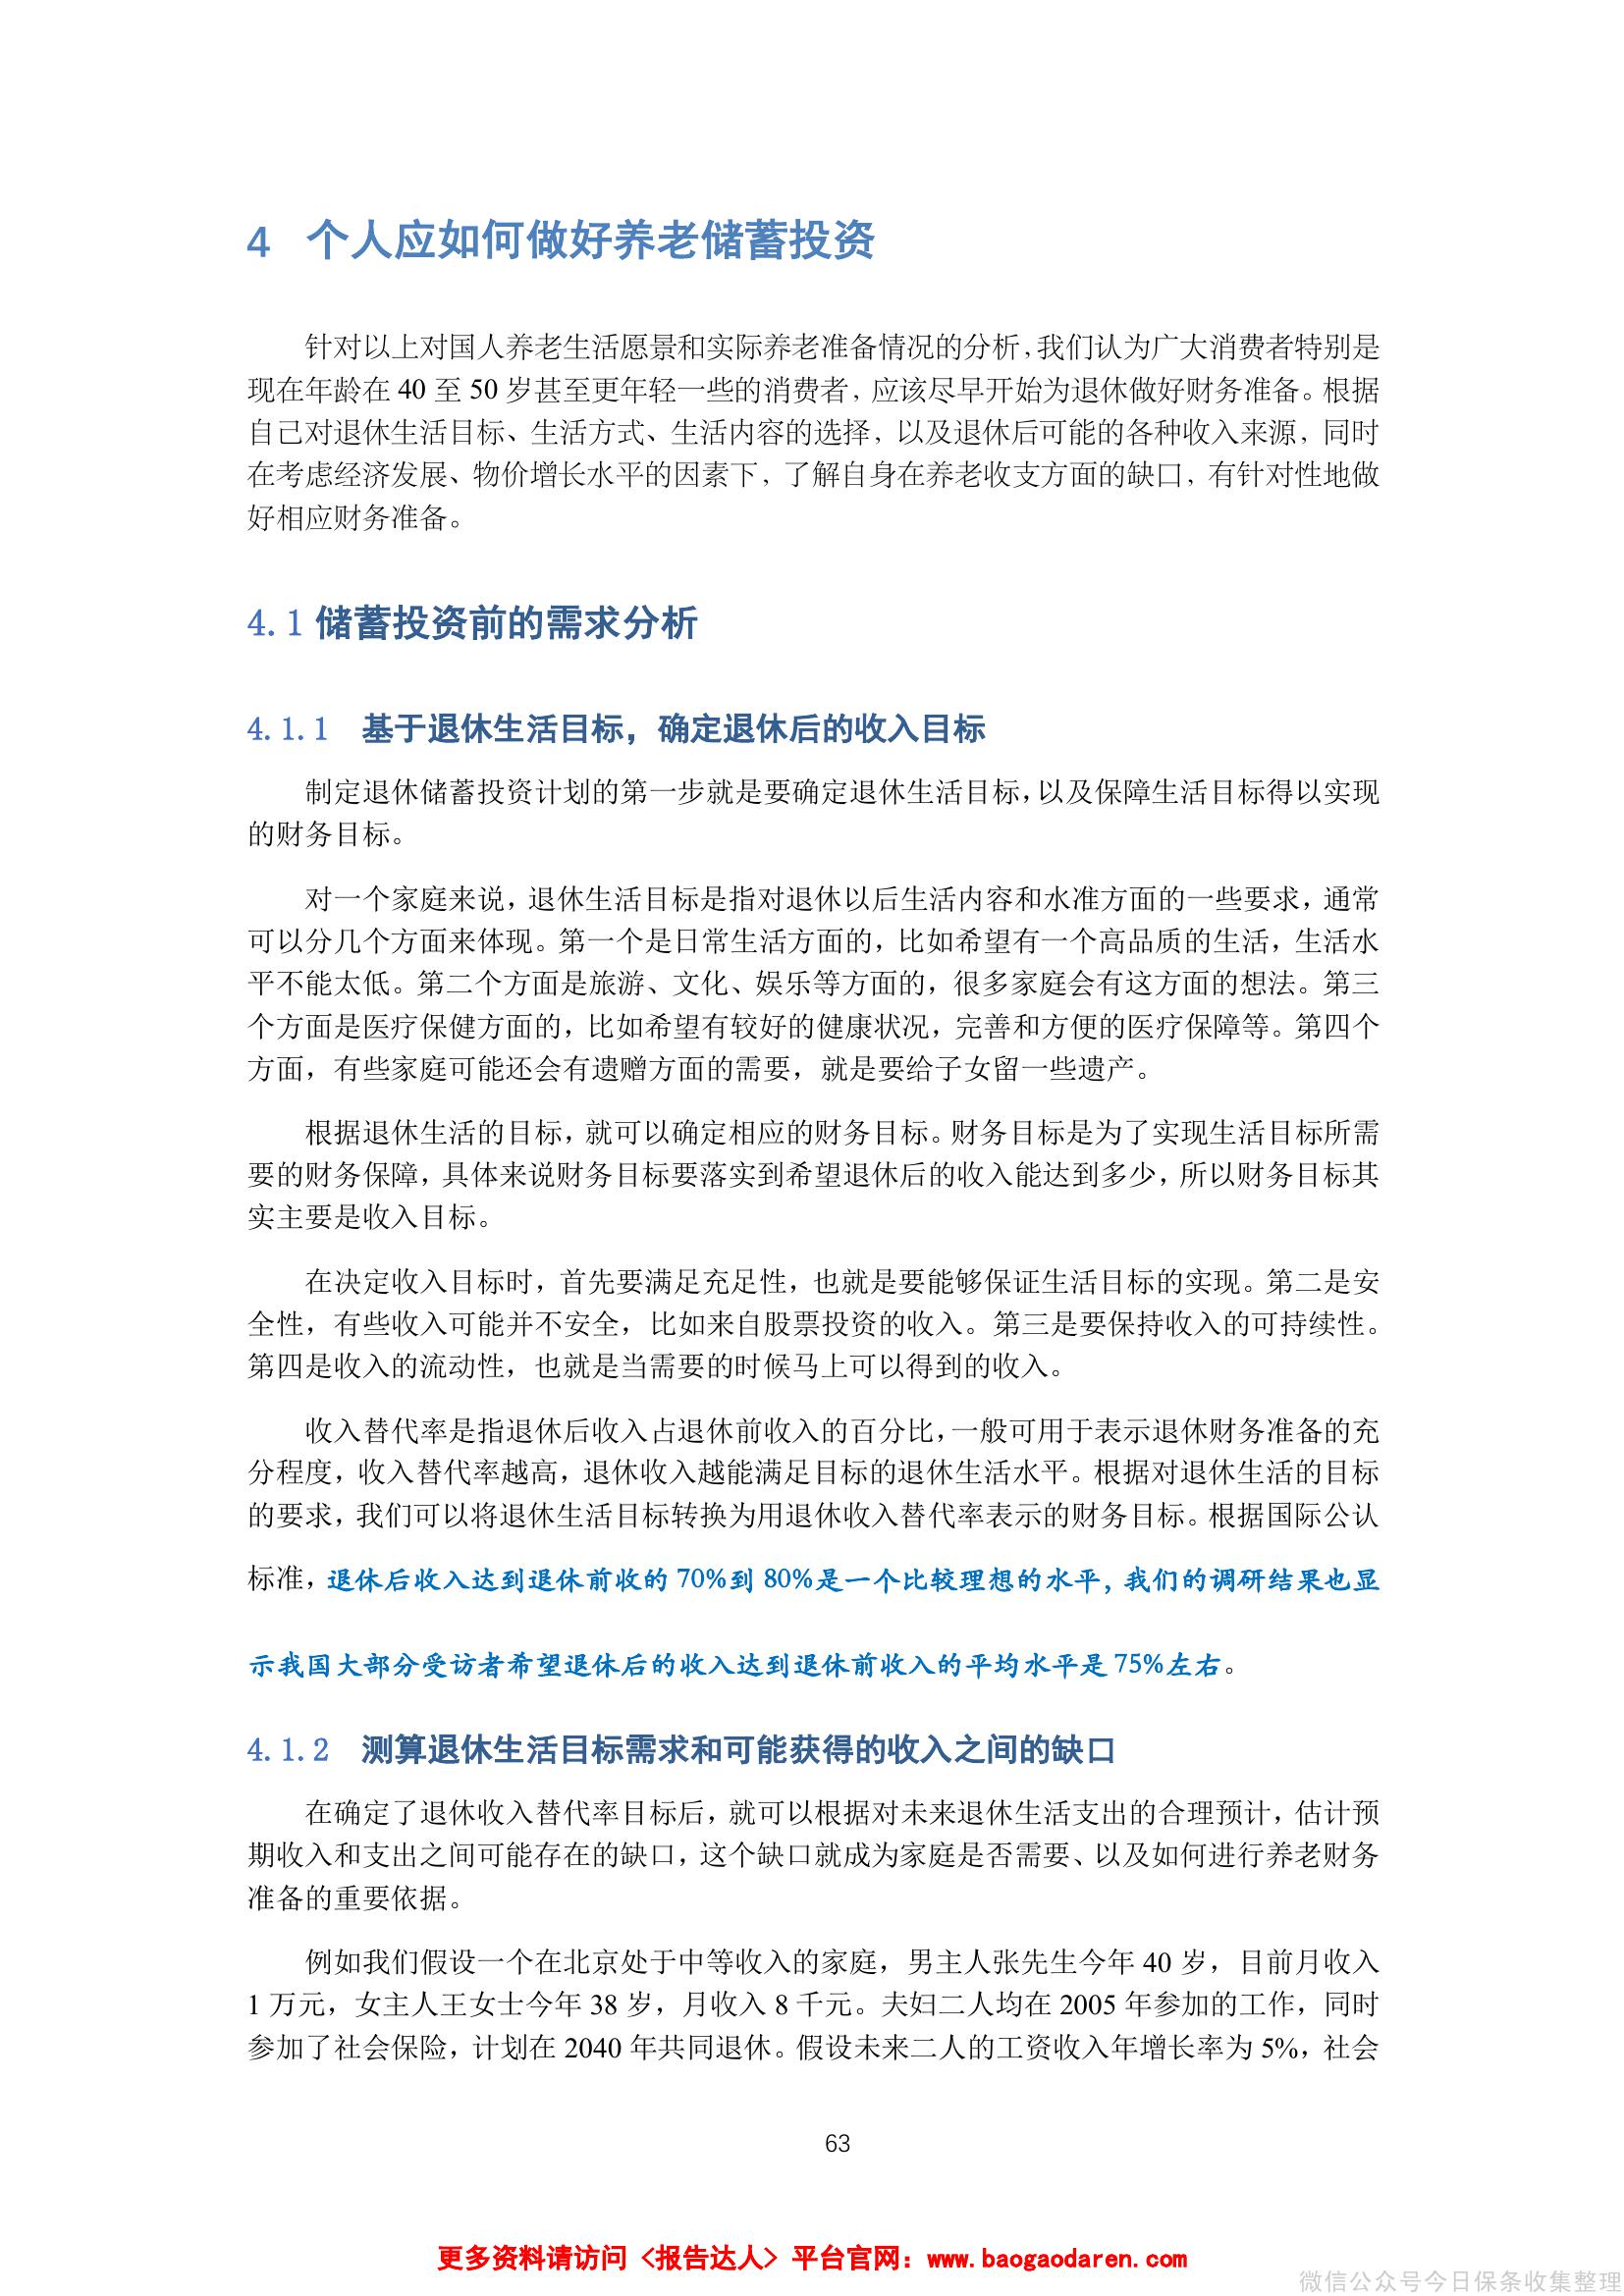 4 个人应如何做好养老储蓄投资
针对以上对国人养老生活愿景和实际养老准备情况的分析，我们认为广大消费者特别是
现在年龄在 40 至 50 岁甚至更年轻一些的消费者，应该尽早开始为退休做好财务准备。根据
自己对退休生活目标、生活方式、生活内容的选择，以及退休后可能的各种收入来源，同时
在考虑经济发展、物价增长水平的因素下，了解自身在养老收支方面的缺口，有针对性地做
好相应财务准备。
4.1 储蓄投资前的需求分析
4.1.1 基于退休生活目标，确定退休后的收入目标
制定退休储蓄投资计划的第一步就是要确定退休生活目标，以及保障生活目标得以实现
的财务目标。
对一个家庭来说，退休生活目标是指对退休以后生活内容和水准方面的一些要求，通常
可以分几个方面来体现。第一个是日常生活方面的，比如希望有一个高品质的生活，生活水
平不能太低。第二个方面是旅游、文化、娱乐等方面的，很多家庭会有这方面的想法。第三
个方面是医疗保健方面的，比如希望有较好的健康状况，完善和方便的医疗保障等。第四个
方面，有些家庭可能还会有遗赠方面的需要，就是要给子女留一些遗产。
根据退休生活的目标，就可以确定相应的财务目标。财务目标是为了实现生活目标所需
要的财务保障，具体来说财务目标要落实到希望退休后的收入能达到多少，所以财务目标其
实主要是收入目标。
在决定收入目标时，首先要满足充足性，也就是要能够保证生活目标的实现。第二是安
全性，有些收入可能并不安全，比如来自股票投资的收入。第三是要保持收入的可持续性。
第四是收入的流动性，也就是当需要的时候马上可以得到的收入。
收入替代率是指退休后收入占退休前收入的百分比，一般可用于表示退休财务准备的充
分程度，收入替代率越高，退休收入越能满足目标的退休生活水平。根据对退休生活的目标
的要求，我们可以将退休生活目标转换为用退休收入替代率表示的财务目标。根据国际公认
标准，退休后收入达到退休前收的 70%到 80%是一个比较理想的水平，我们的调研结果也显
示我国大部分受访者希望退休后的收入达到退休前收入的平均水平是 75%左右。
4.1.2 测算退休生活目标需求和可能获得的收入之间的缺口
在确定了退休收入替代率目标后，就可以根据对未来退休生活支出的合理预计，估计预
期收入和支出之间可能存在的缺口，这个缺口就成为家庭是否需要、以及如何进行养老财务
准备的重要依据。
例如我们假设一个在北京处于中等收入的家庭，男主人张先生今年 40 岁，目前月收入
1 万元，女主人王女士今年 38 岁，月收入 8 千元。夫妇二人均在 2005 年参加的工作，同时
参加了社会保险，计划在 2040 年共同退休。假设未来二人的工资收入年增长率为 5%，社会
63
更多资料请访问《报告达人》平台官网：www.baogaodaren.com
微信公众号今日保条收集整理